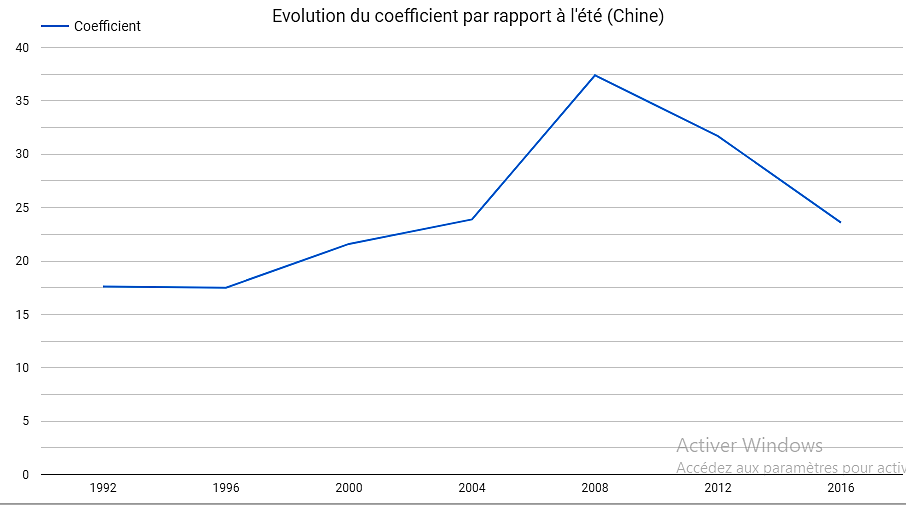 Evolution du coefficient par rapport à l'été (Chine)
Coefficient
40
35
30
25
20
15
10
5
0
Activer Windows
Accédez aux paramètres pour
1992 1996 2000 2004 2008 2012 2016